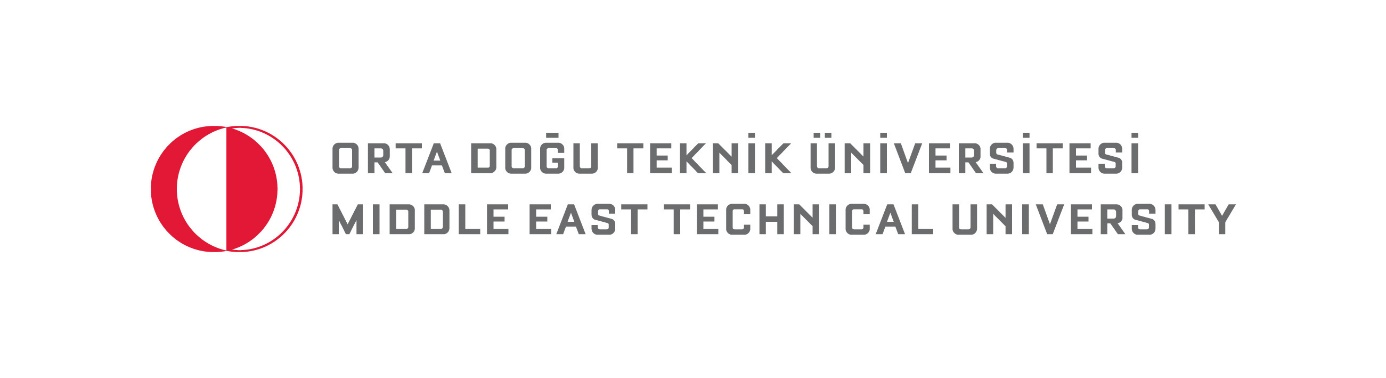 ORTA DOĞU TEKNİK ÜNİVERSİTESİ
MIDDLE EAST TECHNICAL UNIVERSITY